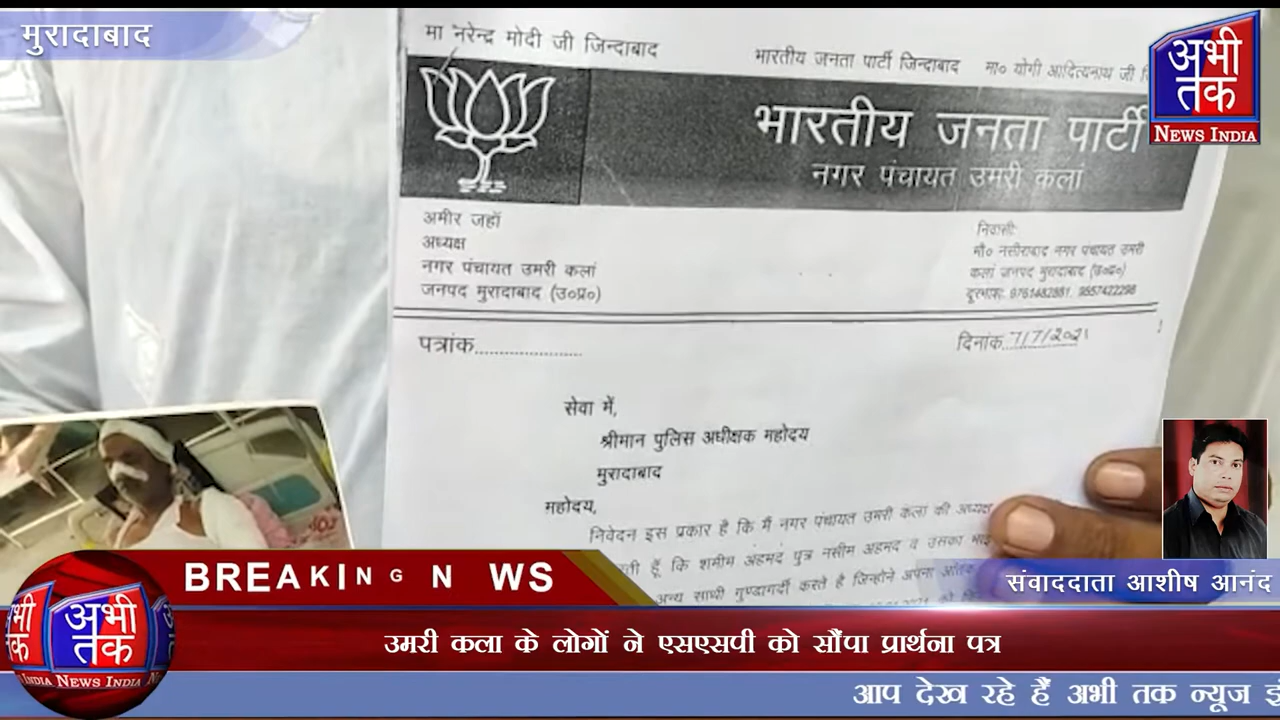 मुरादाबाद
मा नरेन्द्र मोदी जी जिन्दाबाद
भारतीय जनता पार्टी जिन्दाबाद
मा० योगी आदित्यनाथ जी
अभी
तक
NEWS INDIA
भारतीय जनता पार्टी
नगर पंचायत उमरी कलां
अमीर जहाँ
अध्यक्ष
नगर पंचायत उमरी कलां
जनपद मुरादाबाद (उ०प्र०)
निवासी:
मौ० नसीराबाद नगर पंचायत उमरी
कलां जनपद मुरादाबाद (उ०प्र०)
दूरभाष:
पत्रांक
दिनांक 7/7/2021
सेवा में,
श्रीमान पुलिस अधीक्षक महोदय
मुरादाबाद
महोदय,
निवेदन इस प्रकार है कि मैं नगर पंचायत उमरी कलां की अध्यक्ष
हूँ कि शमीम अहमद पुत्र नसीम अहमद व उसका भाई
अन्य साथी गुण्डागर्दी करते है जिन्होने अपना
संवाददाता आशीष आनंद
BREAKING N WS
अभी
तक
NEWS INDIA
उमरी कला के लोगों ने एसएसपी को सौंपा प्रार्थना पत्र
आप देख रहे हैं अभी तक न्यूज